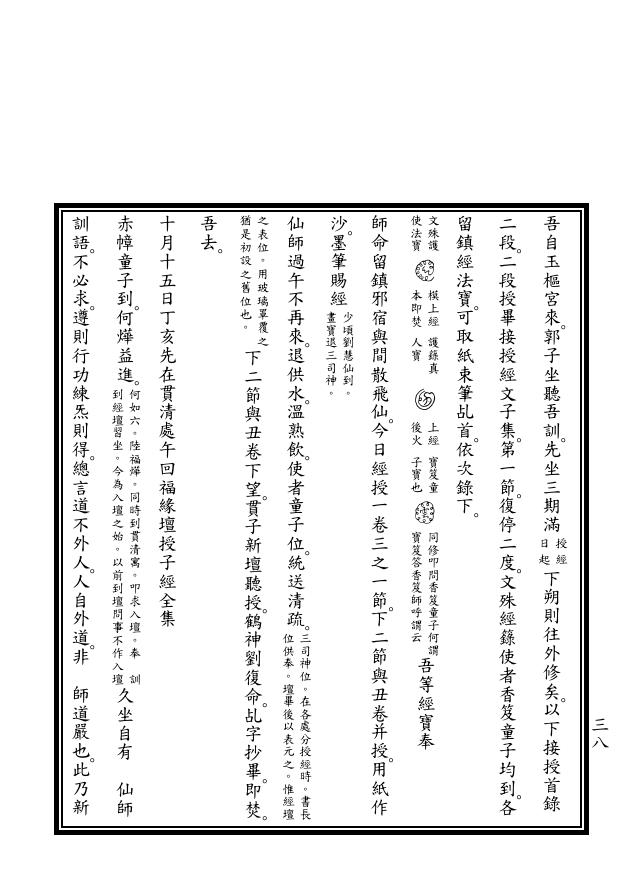 吾自玉樞宮來。郭子坐聽吾訓。先坐三期滿授經日起下朔則往外修矣。以下接授首錄
二段。二段授畢接授經文子集。第一節。復停二度。文殊經籙使者香笈童子均到。各
文殊護使法寶 模上經本即焚 護籙真人寶 上經後火 寶笈童子寶也 同修叩問香笈童子何謂寶笈答香笈師呼謂云 吾等經寶奉
師命留鎮邪宿與間散飛仙。今日經授一卷三之一節。下二節與丑卷并授。用紙作
留鎮經法寶。可取紙束筆乩首。依次錄下。
沙。墨筆賜經少頃劉慧仙到。畫寶退三司神。
仙師過午不再來。退供水。溫熟飲。使者童子位。統送清疏。三司神位。在各處分授經時。書長位供奉。壇畢後以表元之。惟經壇
之表位。用玻璃罩覆之猶是初設之舊位也。下二節與丑卷下望。貫子新壇聽授。鶴神劉復命。乩字抄畢。即焚。
吾去。
十月十五日丁亥先在貫清處午回福緣壇授子經全集
赤幛童子到。何燁益進。何如六。陸福燁。同時到貫清寓。叩求入壇。奉 訓到經壇習坐。今為入壇之始。以前到壇問事不作入壇久坐自有 仙師
訓語。不必求。遵則行功練炁則得。總言道不外人。人自外道。非 師道嚴也。此乃新
三八